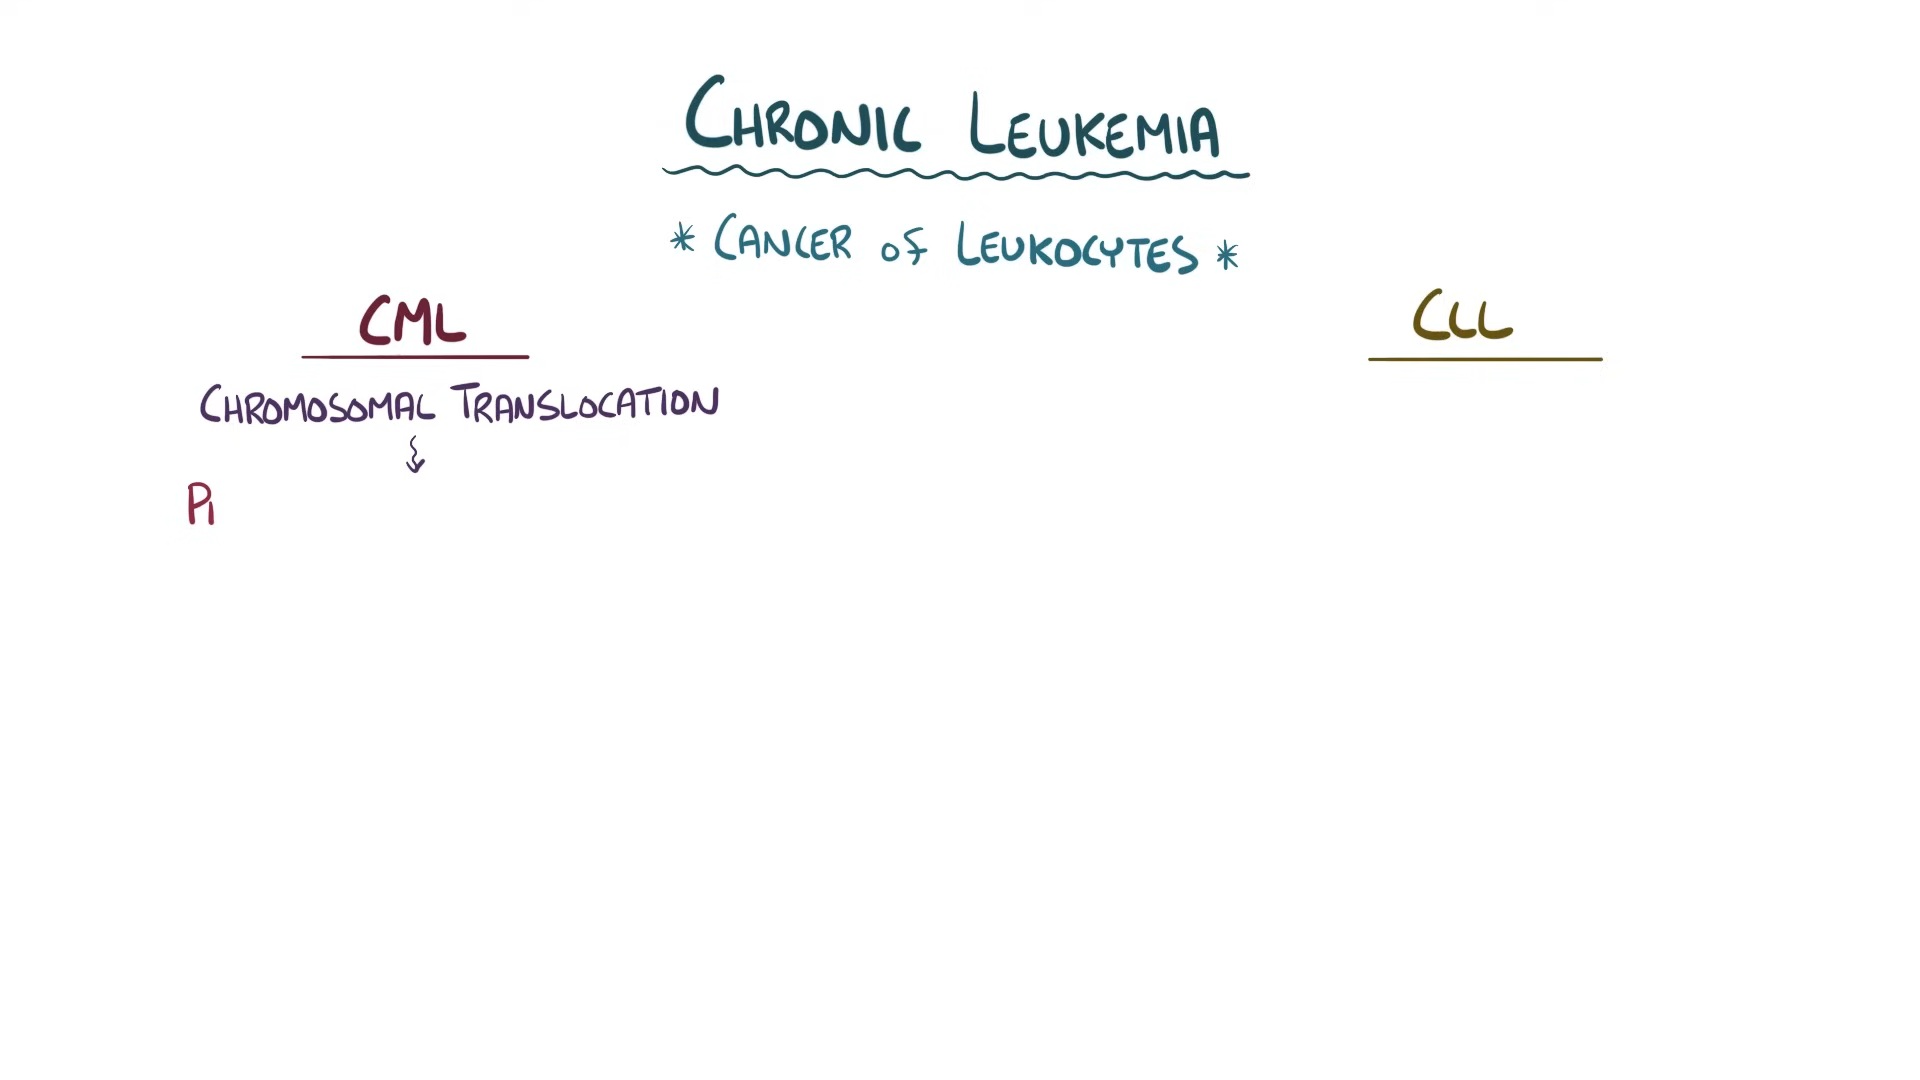 CHRONIC LEUKEMIA
* CANCER OF LEUKOCYTES *
CML
CLL
CHROMOSOMAL TRANSLOCATION